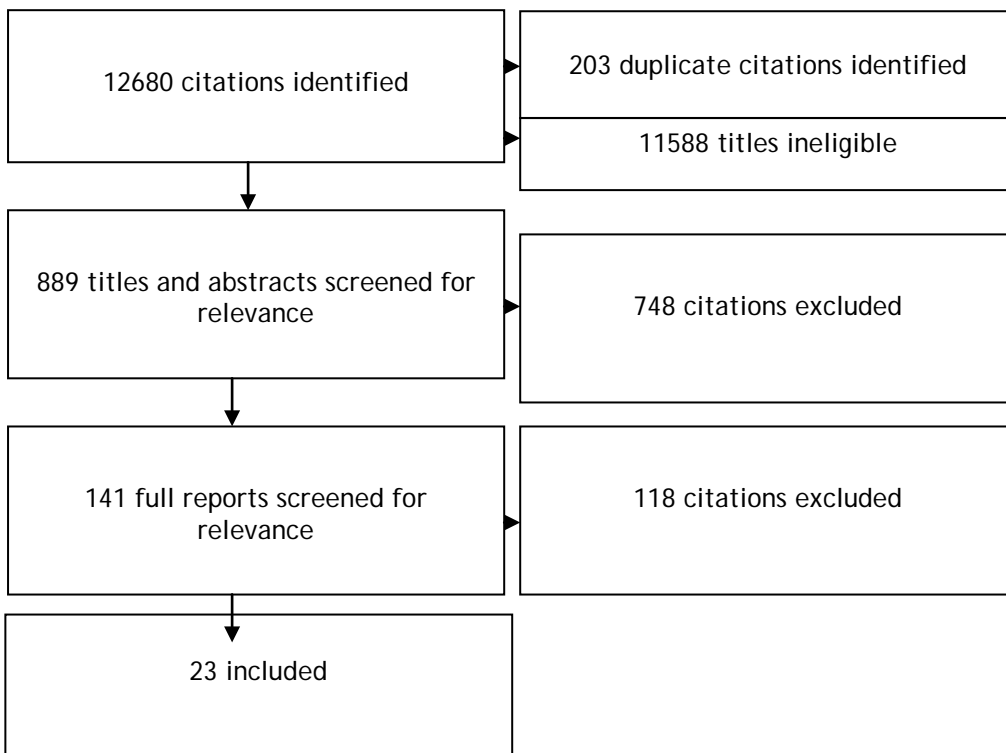 12680 citations identified
203 duplicate citations identified
11588 titles ineligible
889 titles and abstracts screened for
relevance
748 citations excluded
141 full reports screened for
relevance
118 citations excluded
23 included